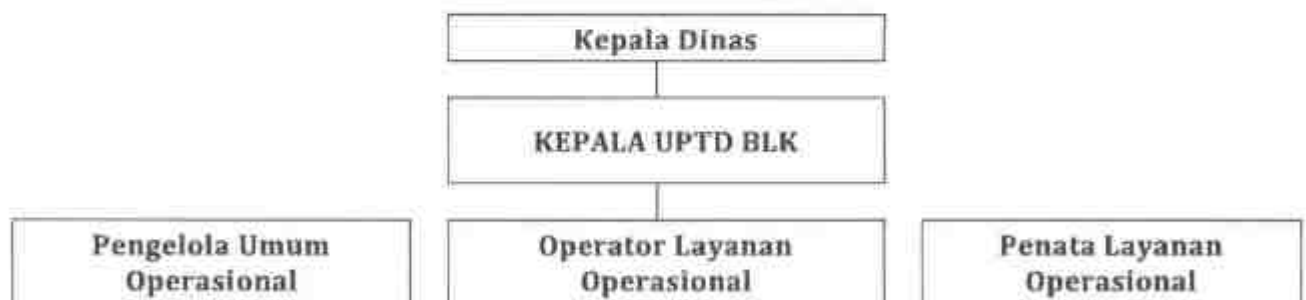 Kepala Dinas
KEPALA UPTD BLK
Pengelola Umum
Operasional
Operator Layanan
Operasional
Penata Layanan
Operasional